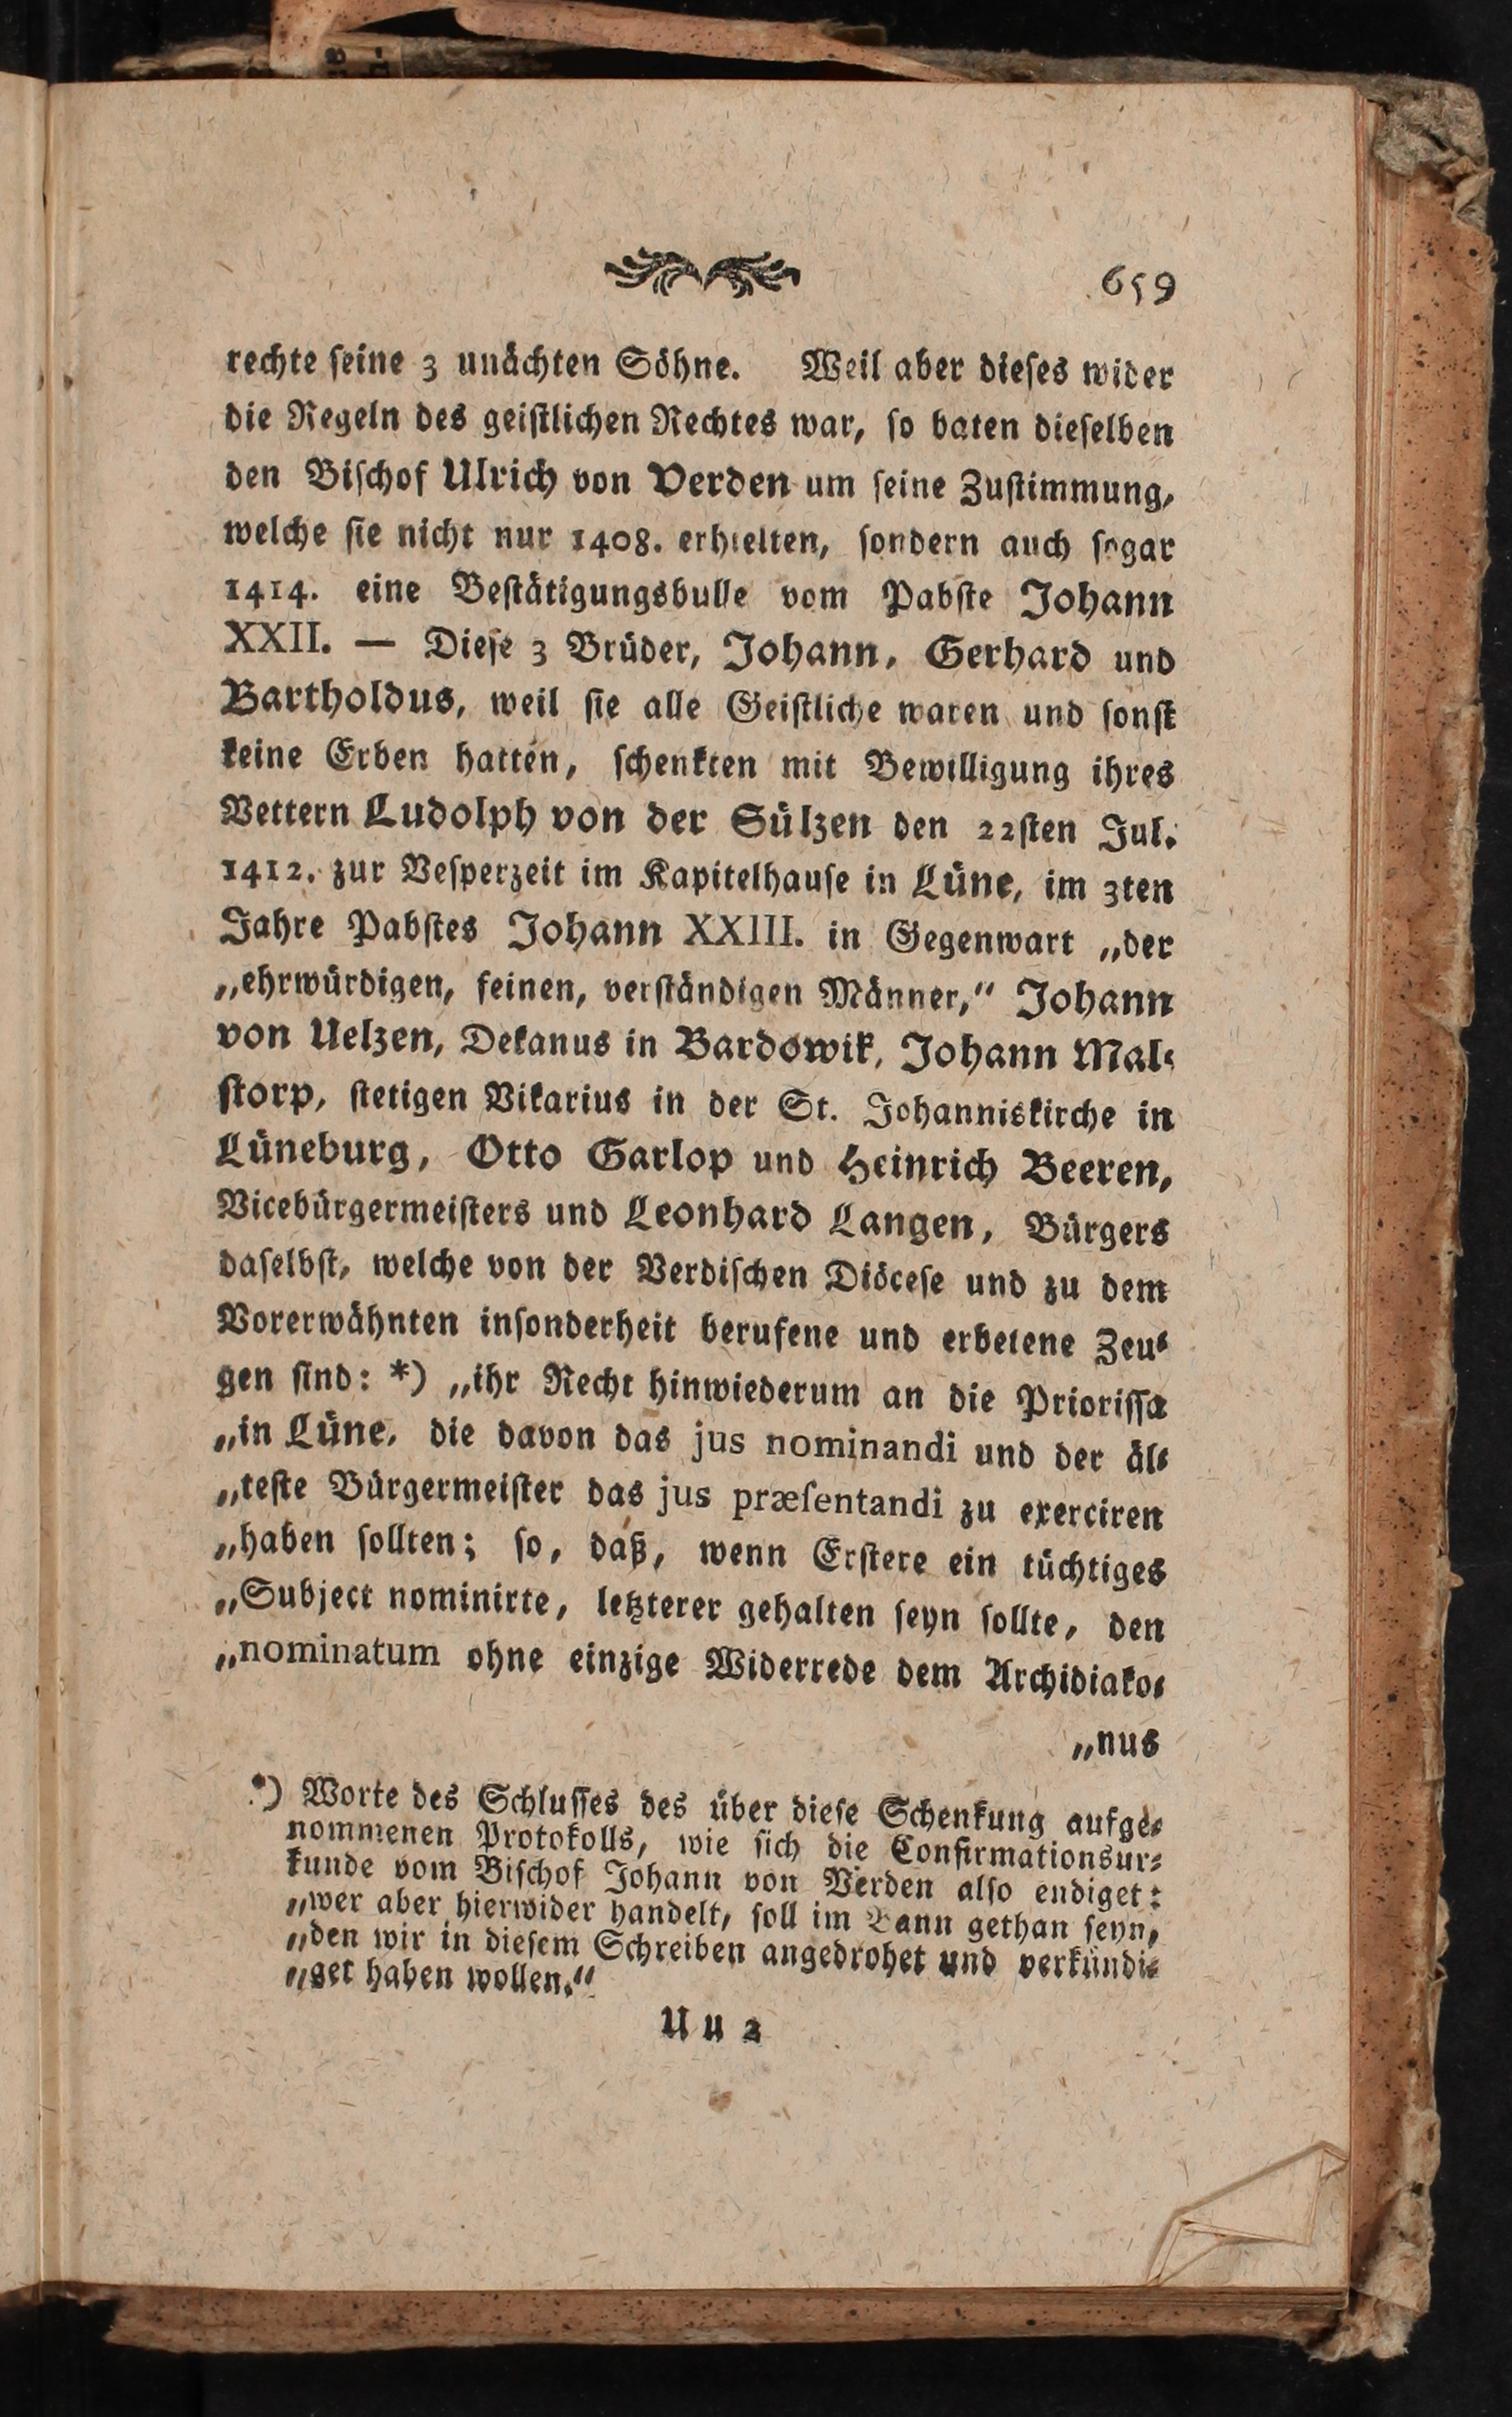 659
rechte ſeine 3 unächten Söhne. Weil aber dieſes wider
die Regeln des geiſtlichen Rechtes war, ſo baten dieſelben
den Biſchof Ulrich von Verden um ſeine Zuſtimmung,
welche ſie nicht nur 1408. erhielten, ſondern auch ſogar
1414. eine Beſtätigungsbulle vom Pabſte Johann
XXII. — Dieſe 3 Brüder, Johann, Gerhard und
Bartholdus, weil ſie alle Geiſtliche waren und ſonſt
keine Erben hatten, ſchenkten mit Bewilligung ihres
Vettern Ludolph von der Sülzen den 22ſten Jul.
1412. zur Veſperzeit im Kapitelhauſe in Lüne, im 3ten
Jahre Pabſtes Johann XXIII. in Gegenwart „der
„ehrwürdigen, feinen, verſtändigen Männer,“ Johann
von Uelzen, Dekanus in Bardowik, Johann Mal⸗
ſtorp, ſtetigen Vikarius in der St. Johanniskirche in
Lüneburg, Otto Garlop und Heinrich Beeren,
Vicebürgermeiſters und Leonhard Langen, Bürgers
daſelbſt, welche von der Verdiſchen Diöceſe und zu dem
Vorerwähnten inſonderheit berufene und erbetene Zeu⸗
gen ſind: *) „ihr Recht hinwiederum an die Prioriſſa
„in Lüne, die davon das jus nominandi und der äl⸗
„teſte Bürgermeiſter das jus præſentandi zu exerciren
„haben ſollten; ſo, daß, wenn Erſtere ein tüchtiges
„Subject nominirte, letzterer gehalten ſeyn ſollte, den
„nominatum ohne einzige Widerrede dem Archidiako⸗
„nus
*) Worte des Schluſſes des über dieſe Schenkung aufge⸗
nommenen Protokolls, wie ſich die Confirmationsur⸗
kunde vom Biſchof Johann von Verden alſo endiget:
„wer aber hierwider handelt, ſoll im Bann gethan ſeyn,
„den wir in dieſem Schreiben angedrohet und verkündi⸗
„get haben wollen.“
Uu 2